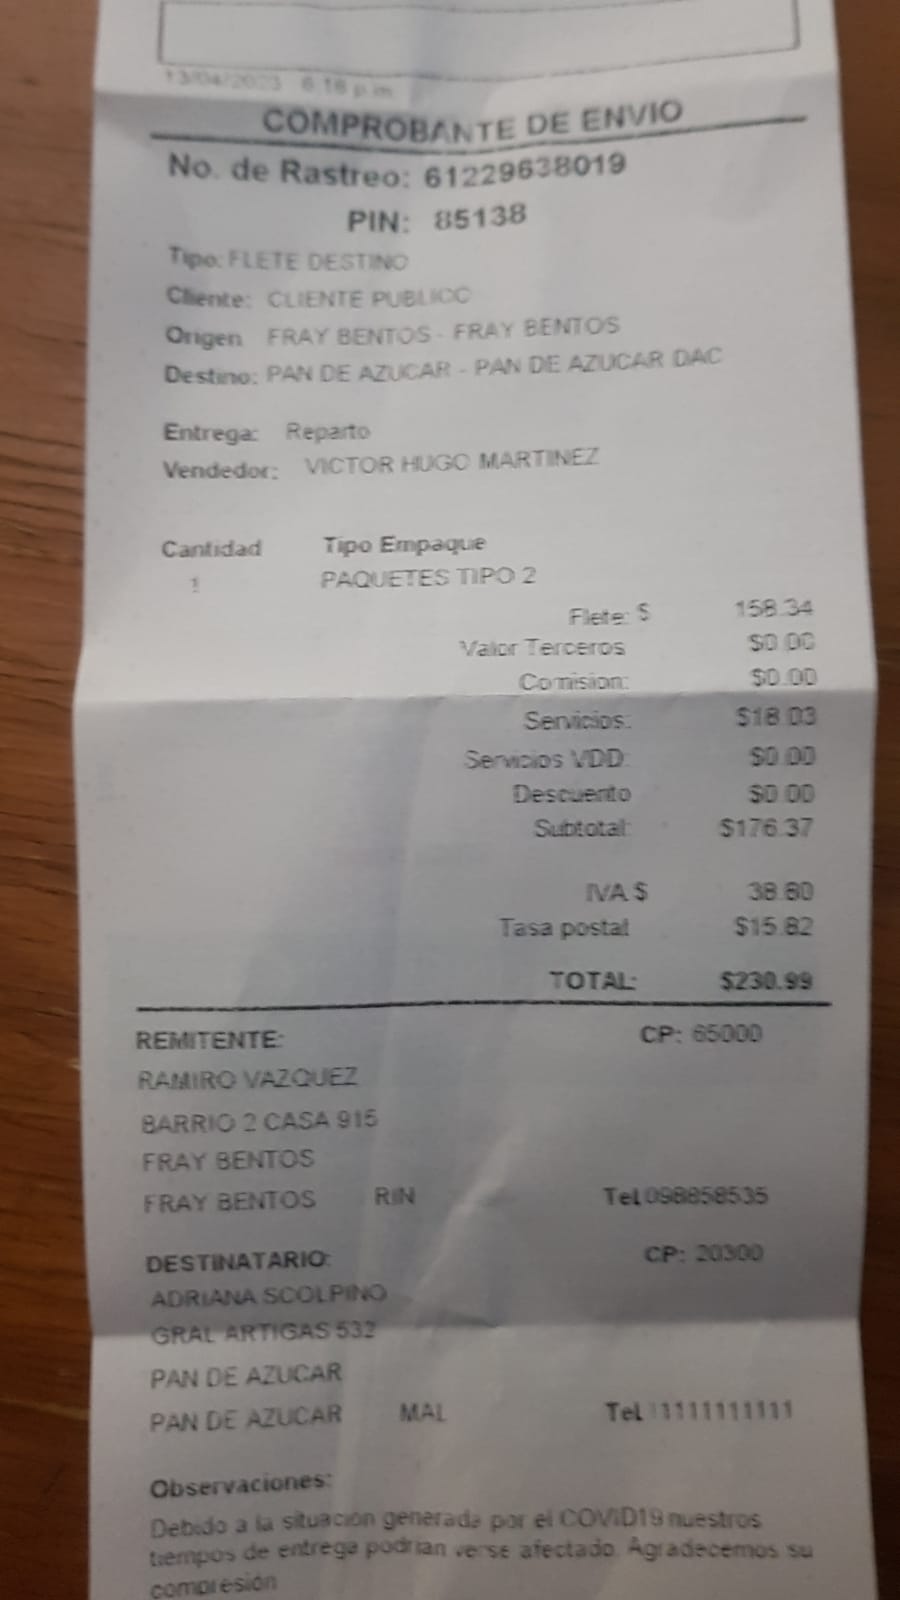 13/04/2023 6:16 p.m.
COMPROBANTE DE ENVIO
No. de Rastreo: 61229638019
PIN: 85138
Tipo: FLETE DESTINO
Cliente: CLIENTE PUBLICO
Origen FRAY BENTOS - FRAY BENTOS
Destino: PAN DE AZUCAR - PAN DE AZUCAR DAC
Entrega: Reparto
Vendedor: VICTOR HUGO MARTINEZ
Cantidad Tipo Empaque
1 PAQUETES TIPO 2
Flete: $ 158.34
Valor Terceros $0.00
Comision: $0.00
Servicios: $18.03
Servicios VDD: $0.00
Descuento $0.00
Subtotal: $176.37
IVA $ 38.80
Tasa postal $15.82
TOTAL: $230.99
REMITENTE: CP: 65000
RAMIRO VAZQUEZ
BARRIO 2 CASA 915
FRAY BENTOS
FRAY BENTOS RIN Tel.098858535
DESTINATARIO: CP: 20300
ADRIANA SCOLPINO
GRAL ARTIGAS 532
PAN DE AZUCAR
PAN DE AZUCAR MAL Tel. 11111111111
Observaciones:
Debido a la situación generada por el COVID19 nuestros
tiempos de entrega podrían verse afectado. Agradecemos su
compresión